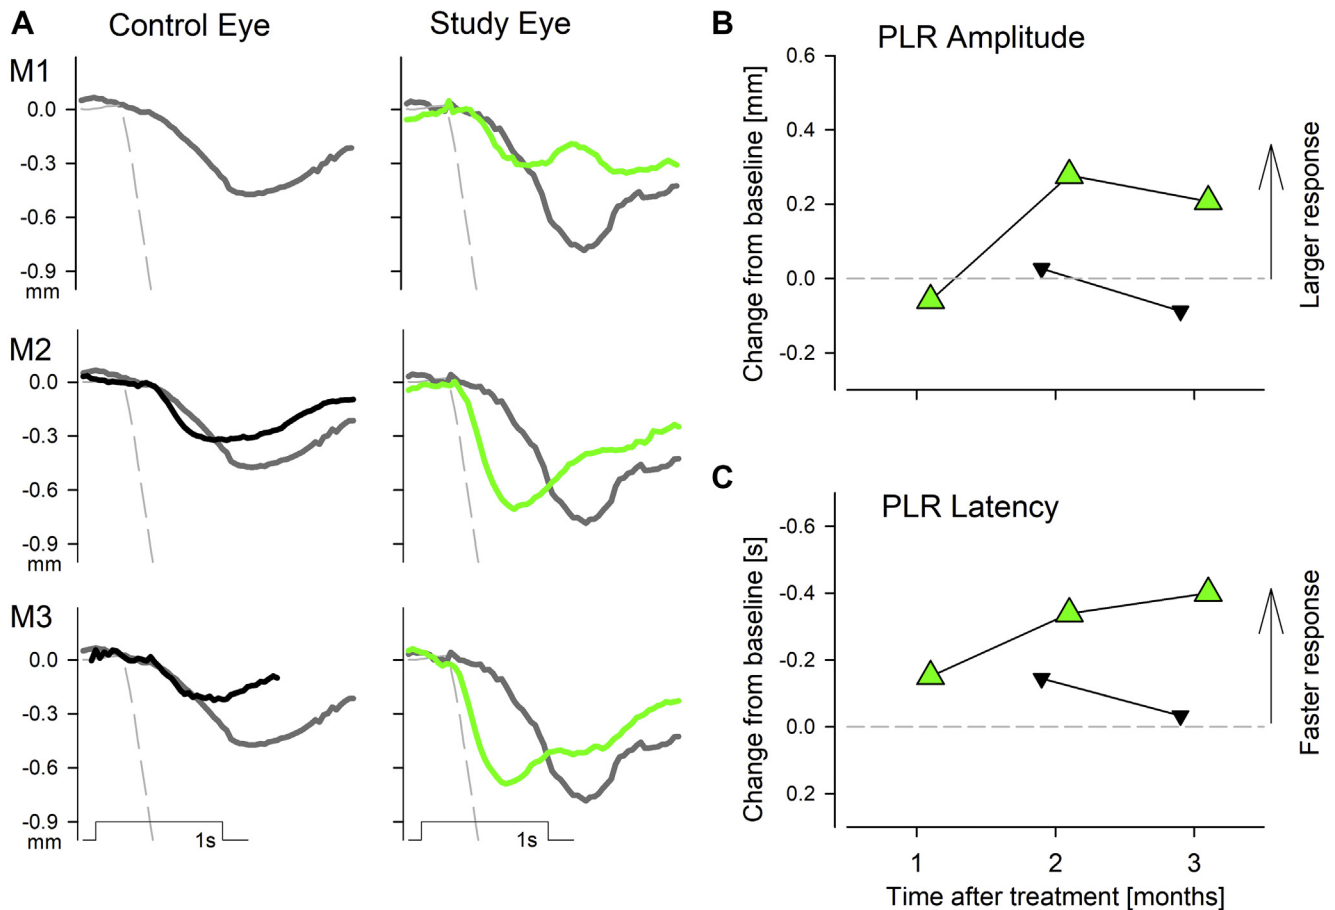 A
Control Eye
Study Eye
M1
0.0
-0.3
-0.6
-0.9
mm
M2
0.0
-0.3
-0.6
-0.9
mm
M3
0.0
-0.3
-0.6
-0.9
mm
1s
1s
B
PLR Amplitude
Change from baseline [mm]
0.6
0.4
0.2
0.0
-0.2
Larger response
C
PLR Latency
Change from baseline [s]
-0.6
-0.4
-0.2
0.0
0.2
Faster response
1 2 3
Time after treatment [months]